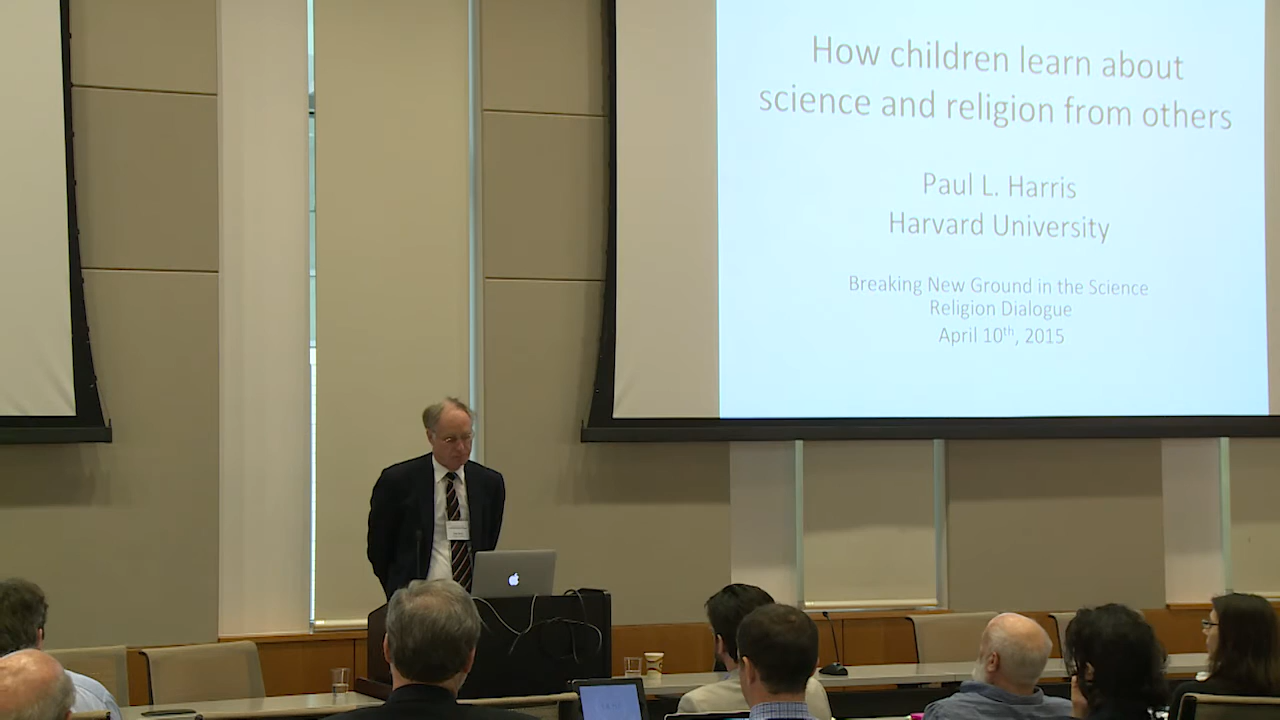 How children learn about
science and religion from others
Paul L. Harris
Harvard University
Breaking New Ground in the Science
Religion Dialogue
April 10th, 2015